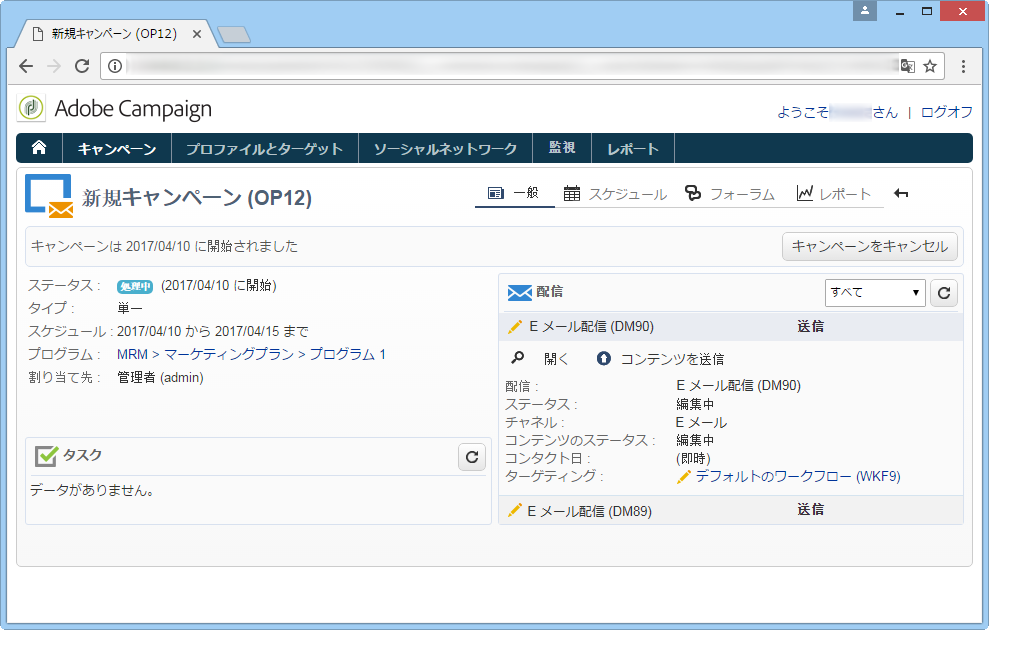 新規キャンペーン (OP12)
Adobe Campaign
ようこそ さん | ログオフ
キャンペーン プロファイルとターゲット ソーシャルネットワーク 監視 レポート
新規キャンペーン (OP12)
一般 スケジュール フォーラム レポート
キャンペーンは 2017/04/10 に開始されました キャンペーンをキャンセル
ステータス : 処理中 (2017/04/10 に開始)
タイプ : 単一
スケジュール : 2017/04/10 から 2017/04/15 まで
プログラム : MRM > マーケティングプラン > プログラム 1
割り当て先 : 管理者 (admin)
タスク
データがありません。
配信 すべて
E メール配信 (DM90) 送信
開く コンテンツを送信
配信 : E メール配信 (DM90)
ステータス : 編集中
チャネル : E メール
コンテンツのステータス : 編集中
コンタクト日 : (即時)
ターゲティング : デフォルトのワークフロー (WKF9)
E メール配信 (DM89) 送信